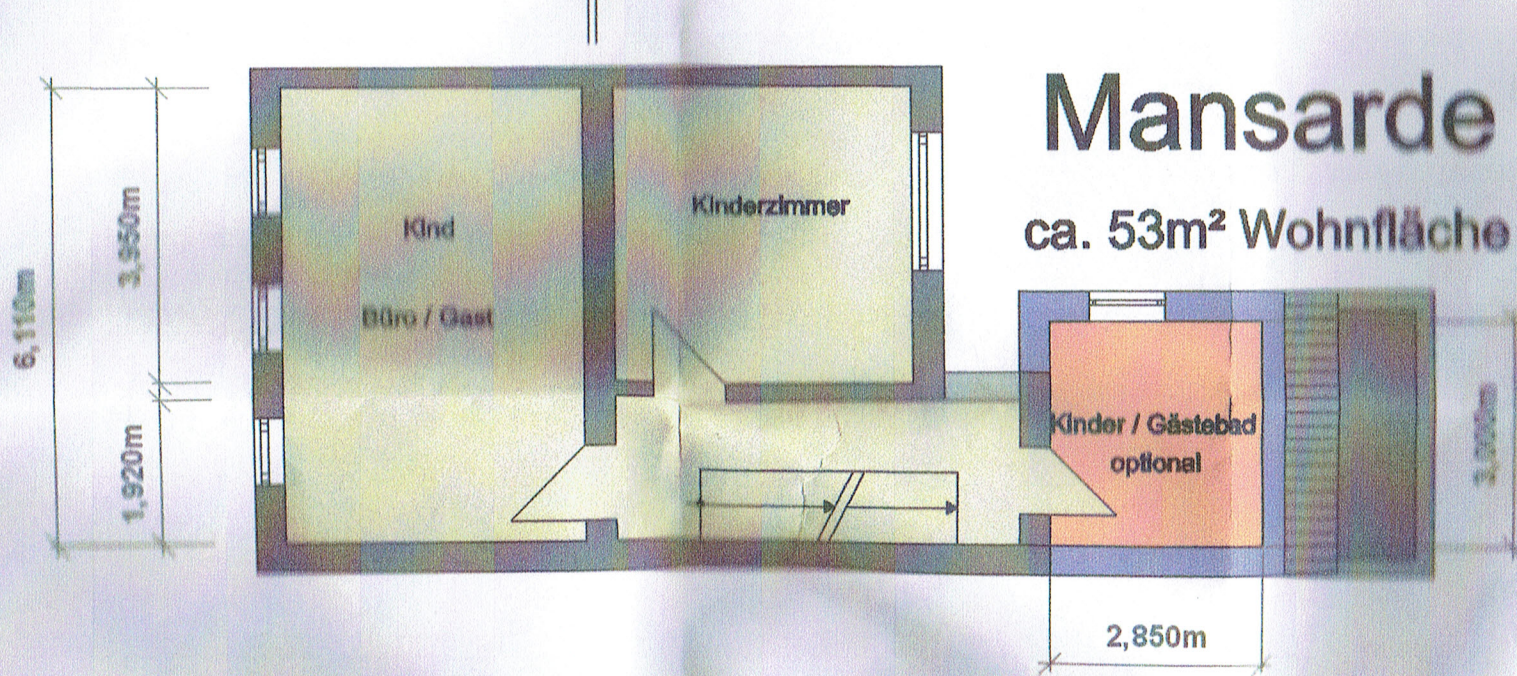 Mansarde
ca. 53m² Wohnfläche
Kind
Büro / Gast
Kinderzimmer
Kinder / Gästebad
optional
6,110m
3,950m
1,920m
2,850m